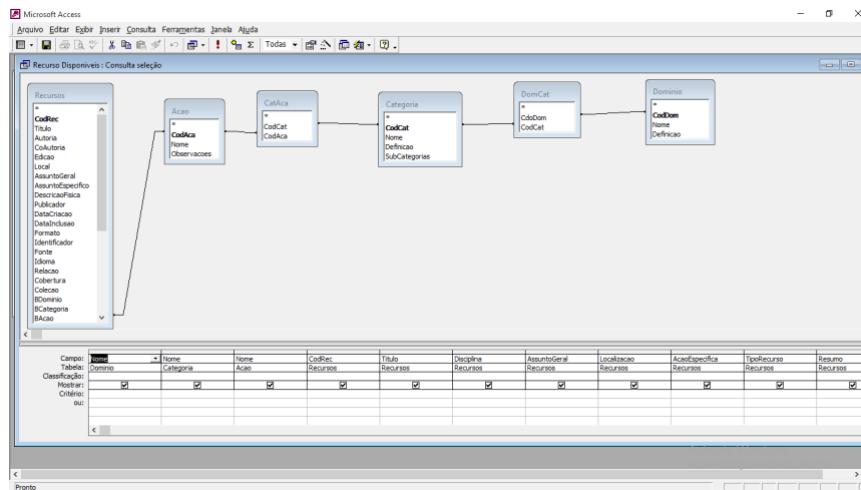 Microsoft Access
Arquivo Editar Exibir Inserir Consulta Ferramentas Janela Ajuda
Todas
Recurso Disponiveis : Consulta seleção
Recursos
*
CodRec
Titulo
Autoria
CoAutoria
Edicao
Local
AssuntoGeral
AssuntoEspecifico
DescricaoFisica
Publicador
DataCriacao
DataInclusao
Formato
Identificador
Fonte
Idioma
Relacao
Cobertura
Colecao
BDominio
BCategoria
BAcao
Acao
*
CodAca
Nome
Observacoes
CatAca
*
CodCat
CodAca
Categoria
*
CodCat
Nome
Definicao
SubCategorias
DomCat
*
CdoDom
CodCat
Dominio
*
CodDom
Nome
Definicao
Campo: Nome Nome Nome CodRec Titulo Disciplina AssuntoGeral Localizacao AcaoEspecifica TipoRecurso Resumo
Tabela: Dominio Categoria Acao Recursos Recursos Recursos Recursos Recursos Recursos Recursos Recursos
Classificação:
Mostrar:
Critério:
ou:
Pronto